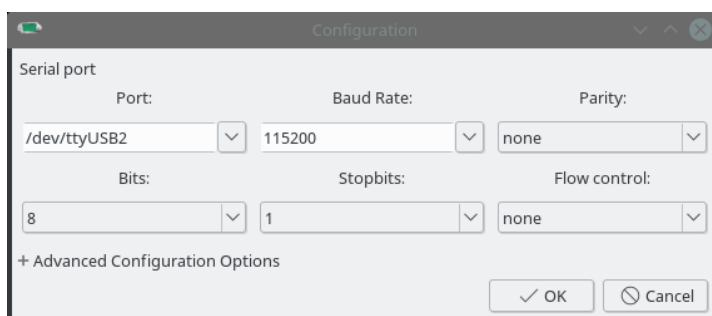 Configuration
Serial port
Port: Baud Rate: Parity:
/dev/ttyUSB2 115200 none
Bits: Stopbits: Flow control:
8 1 none
+ Advanced Configuration Options
OK Cancel